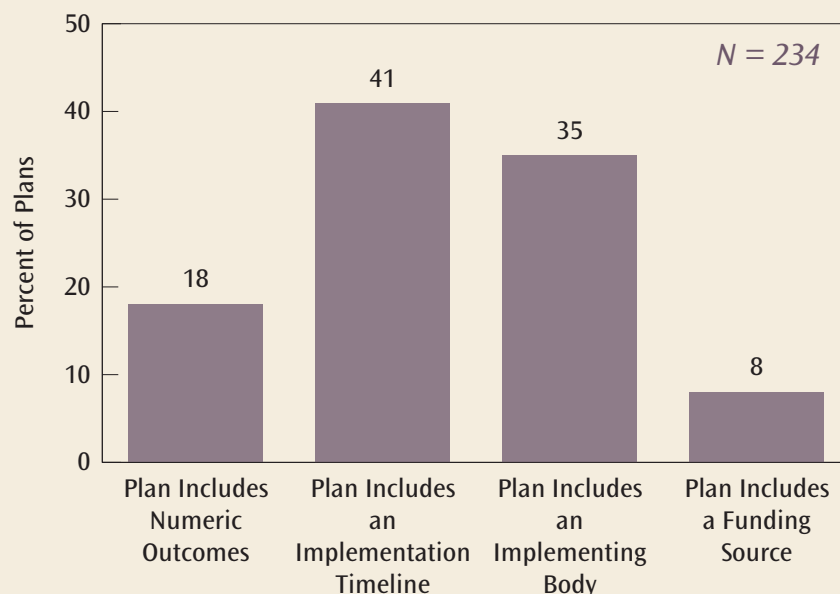 50
N = 234
41
40
35
Percent of Plans
30
20
18
10
8
0
Plan Includes
Numeric
Outcomes
Plan Includes
an
Implementation
Timeline
Plan Includes
an
Implementing
Body
Plan Includes
a Funding
Source